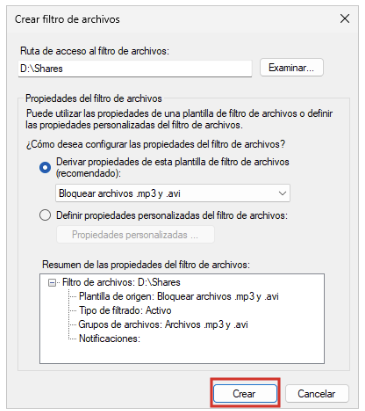 Crear filtro de archivos
Ruta de acceso al filtro de archivos:
D:\Shares
Examinar...
Propiedades del filtro de archivos
Puede utilizar las propiedades de una plantilla de filtro de archivos o definir
las propiedades personalizadas del filtro de archivos.
¿Cómo desea configurar las propiedades del filtro de archivos?
Derivar propiedades de esta plantilla de filtro de archivos
(recomendado):
Bloquear archivos .mp3 y .avi
Definir propiedades personalizadas del filtro de archivos:
Propiedades personalizadas ...
Resumen de las propiedades del filtro de archivos:
Filtro de archivos: D:\Shares
Plantilla de origen: Bloquear archivos .mp3 y .avi
Tipo de filtrado: Activo
Grupos de archivos: Archivos .mp3 y .avi
Notificaciones:
Crear
Cancelar